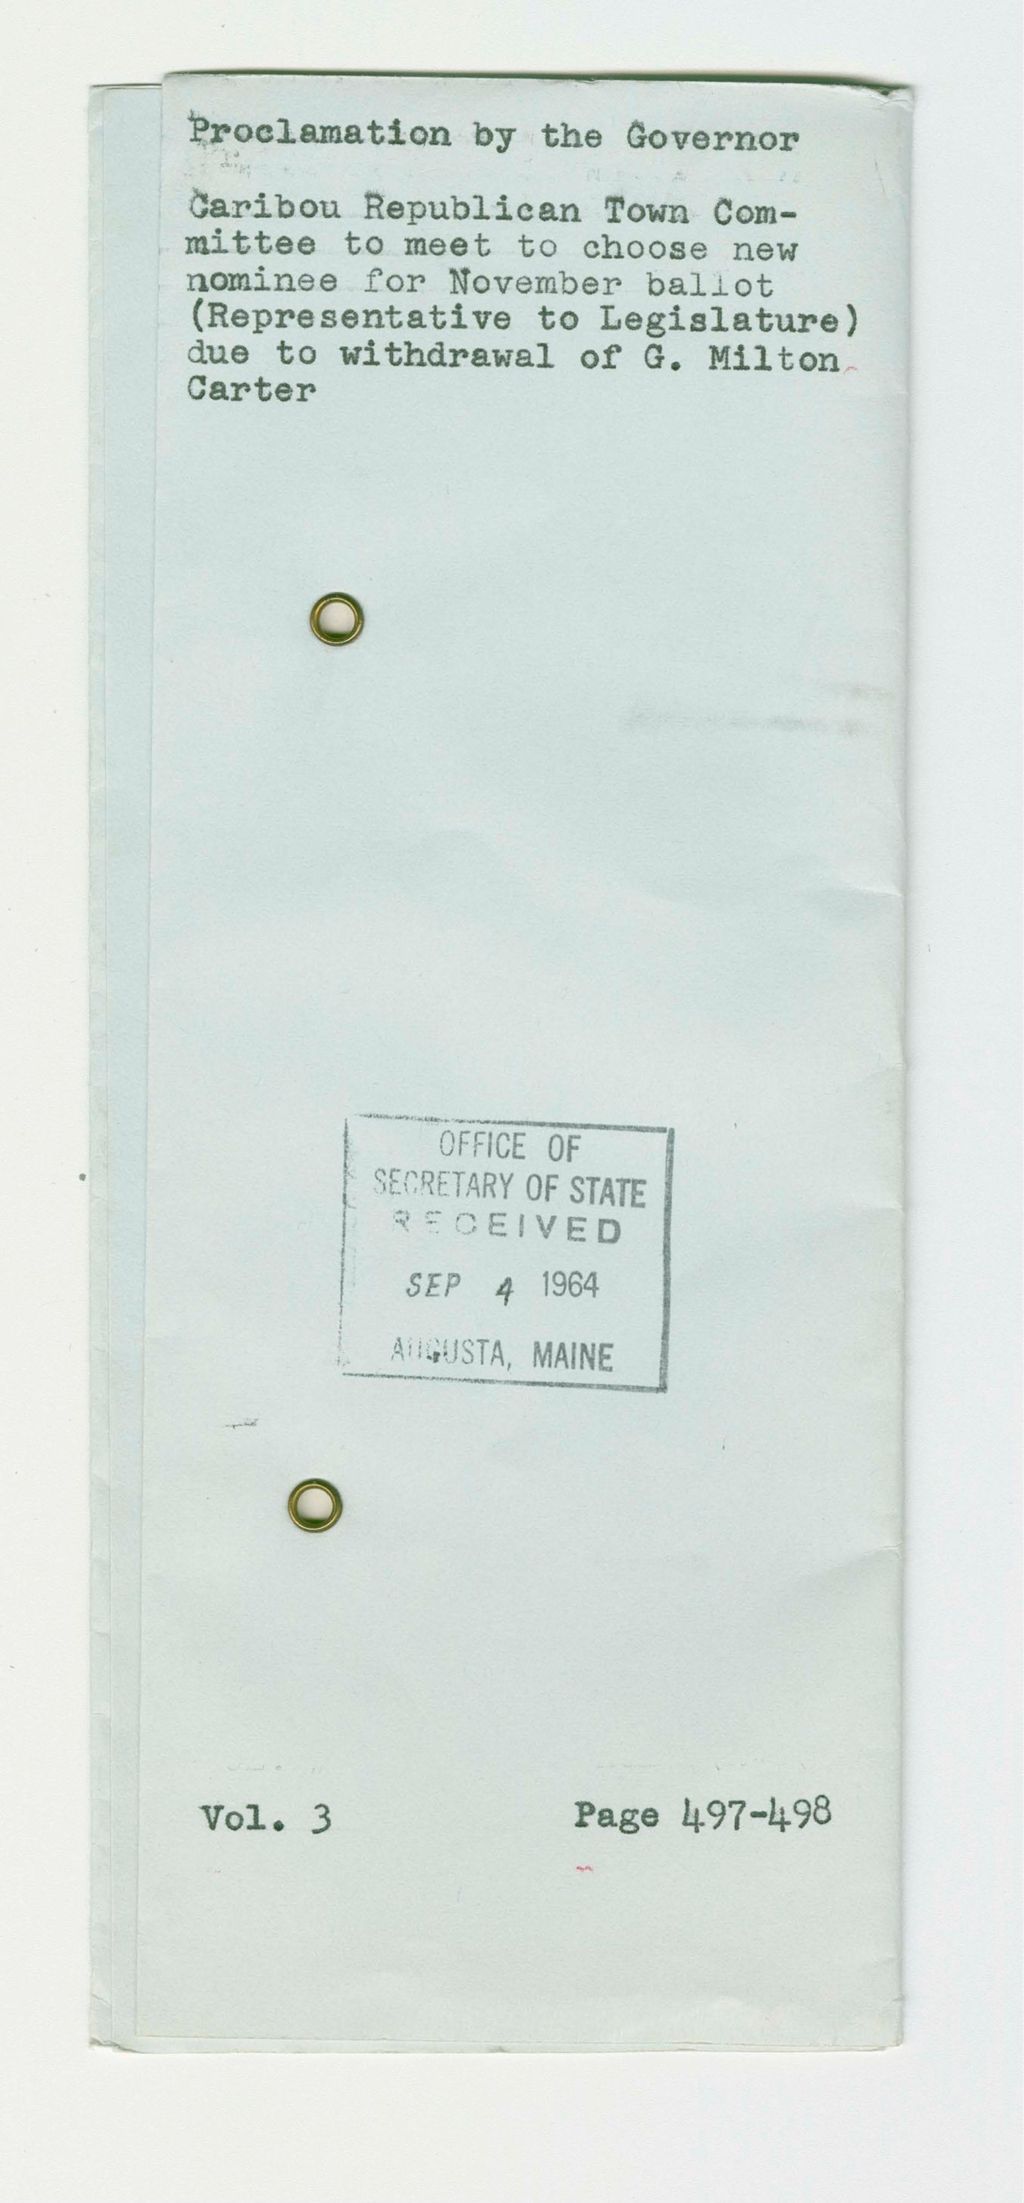 Proclamation by the Governor
Caribou Republican Town Com-
mittee to meet to choose new
nominee for November ballot
(Representative to Legislature)
due to withdrawal of G. Milton
Carter
OFFICE OF
SECRETARY OF STATE
RECEIVED
SEP 4 1964
AUGUSTA, MAINE
Vol. 3 Page 497-498